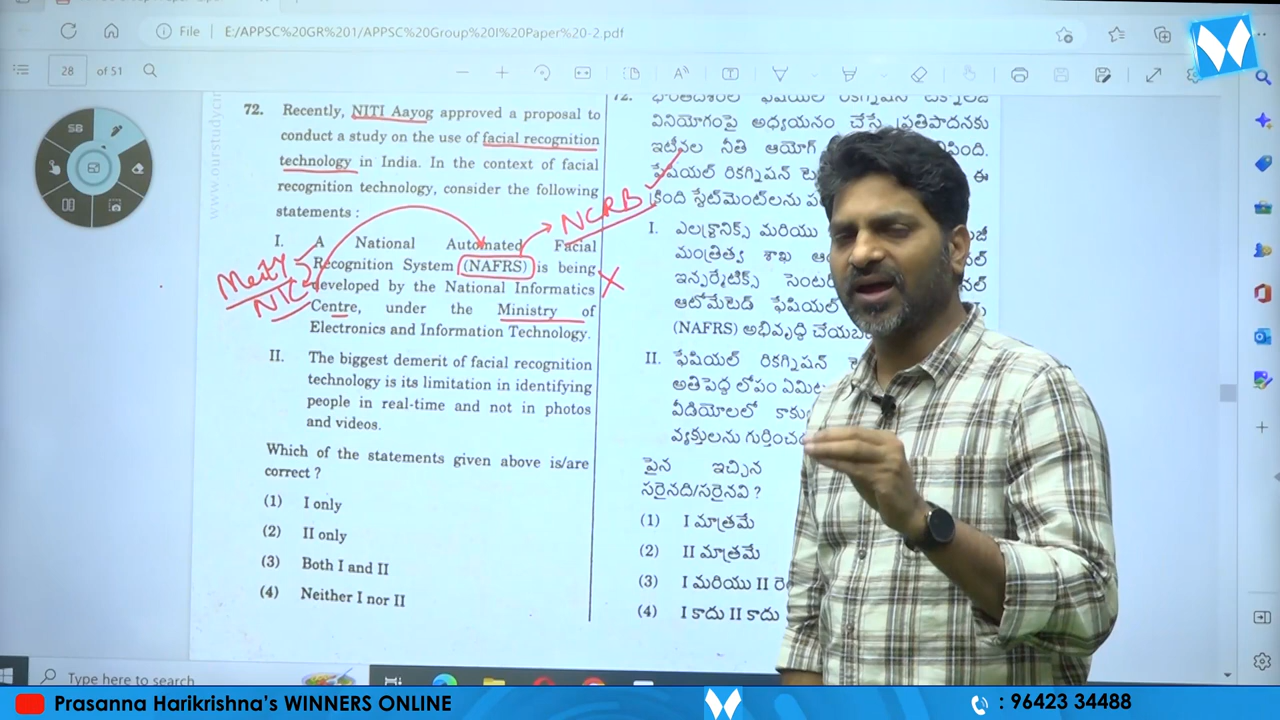 File
E:/APPSC%20GR%201/APPSC%20Group%20I%20Paper%20-2.pdf
28 of 51
www.ourstudycir
72. Recently, NITI Aayog approved a proposal to
conduct a study on the use of facial recognition
technology in India. In the context of facial
recognition technology, consider the following
statements :
NCRB
I. A National Automated Facial
Recognition System (NAFRS) is being
developed by the National Informatics
Centre, under the Ministry of
Electronics and Information Technology.
Meity
NIC
II. The biggest demerit of facial recognition
technology is its limitation in identifying
people in real-time and not in photos
and videos.
Which of the statements given above is/are
correct ?
(1) I only
(2) II only
(3) Both I and II
(4) Neither I nor II
72.
వినియోగంపై అధ్యయనం చేసే ప్రతిపాదనకు
ఇటీవల నీతి ఆయోగ్
ఫేషియల్ రికగ్నిషన్ ఈ
క్రింది స్టేట్‌మెంట్‌లను
I. ఎలక్ట్రానిక్స్ మరియు
మంత్రిత్వ శాఖ
ఇన్ఫర్మేటిక్స్
ఆటోమేటెడ్ ఫేషియల్
(NAFRS) అభివృద్ధి
II. ఫేషియల్ రికగ్నిషన్
అతిపెద్ద లోపం
వీడియోలలో
వ్యక్తులను
పైన ఇచ్చిన
సరైనది/సరైనవి ?
(1) I మాత్రమే
(2) II మాత్రమే
(3) I మరియు II
(4) I కాదు II కాదు
SB
Type here to search
Prasanna Harikrishna's WINNERS ONLINE
: 96423 34488